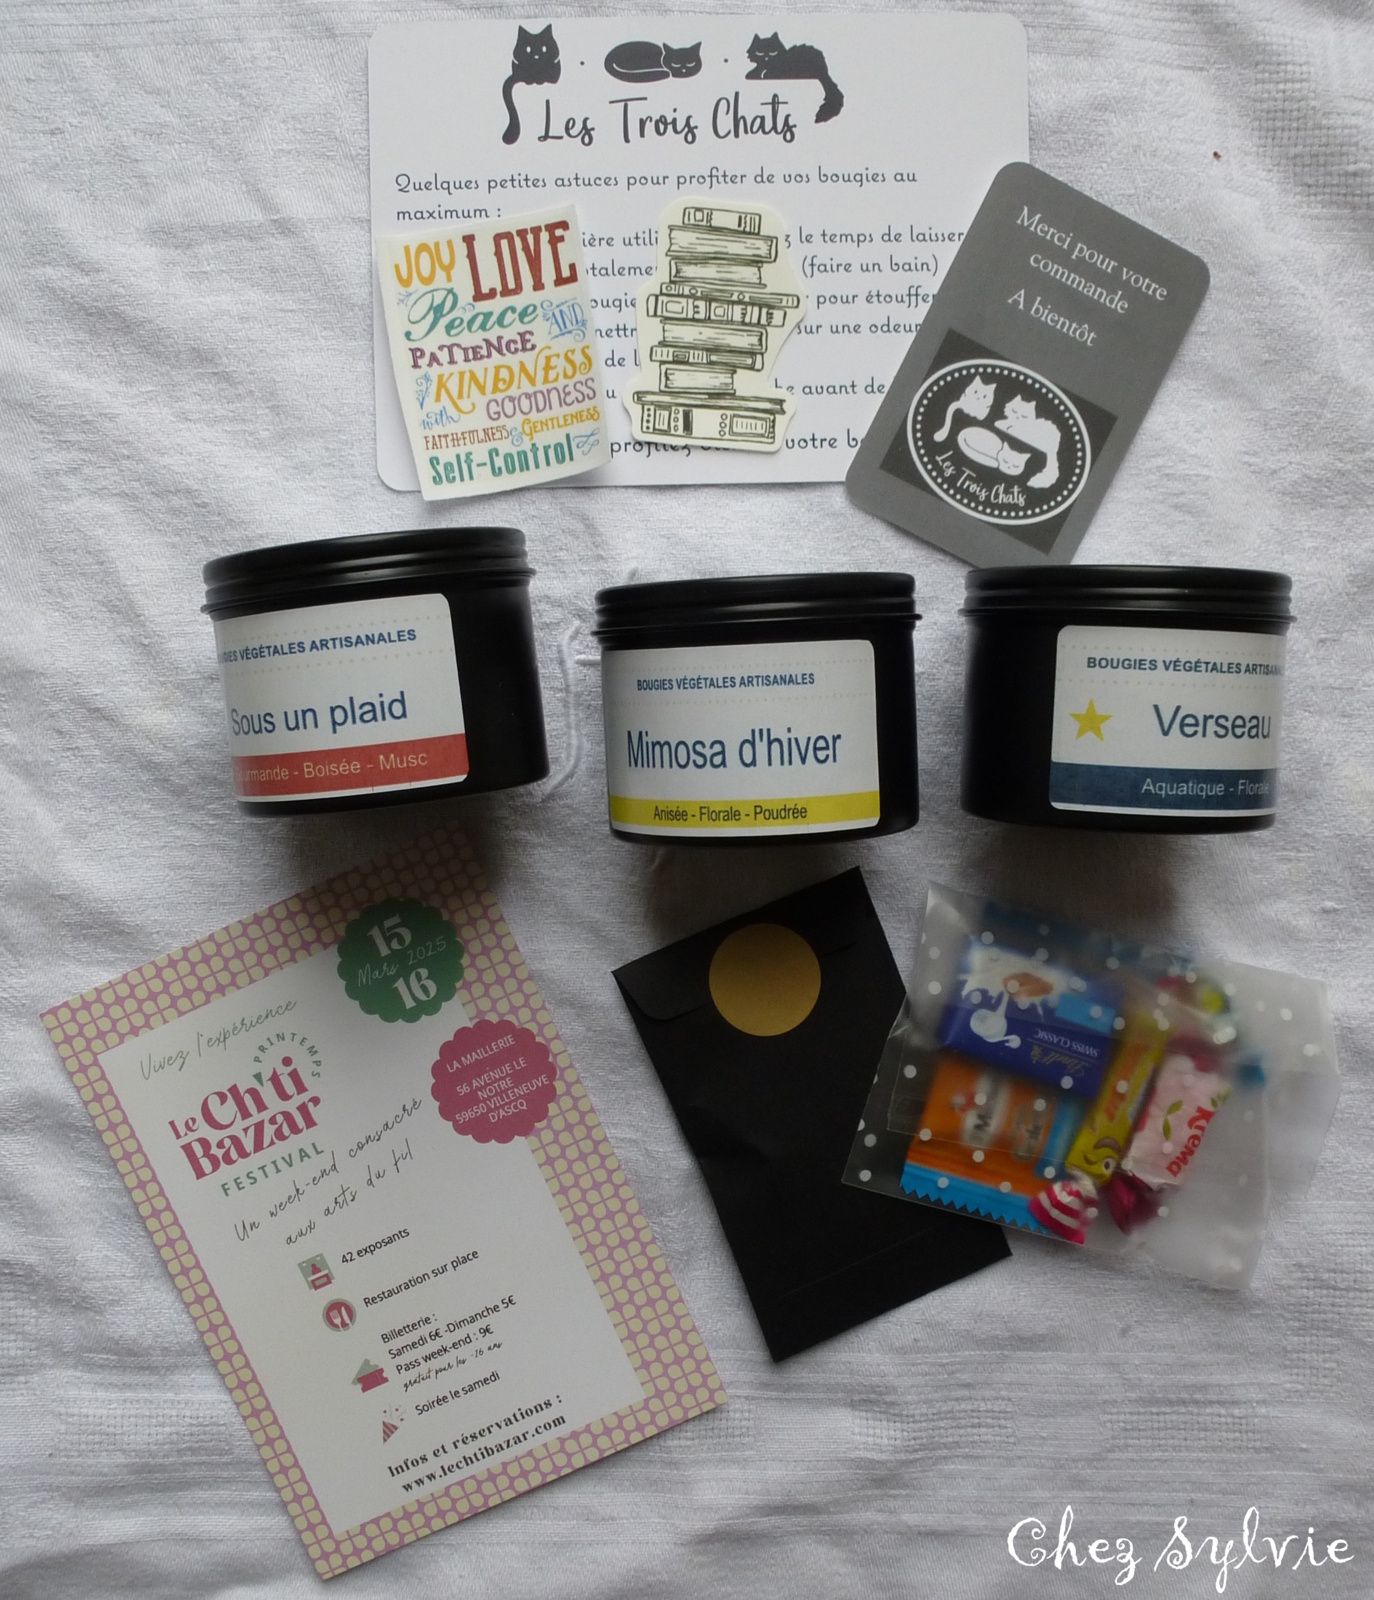 Les Trois Chats
Quelques petites astuces pour profiter de vos bougies au
maximum :
le temps de laisser
(faire un bain)
pour étouffer
sur une odeur
de
avant de
votre
JOY LOVE
Peace AND
PATIENCE
KINDNESS
with GOODNESS
FAITHFULNESS & GENTLENESS
Self-Control
Merci pour votre
commande
A bientôt
Les Trois Chats
VÉGÉTALES ARTISANALES
Sous un plaid
Boisée - Musc
BOUGIES VÉGÉTALES ARTISANALES
Mimosa d'hiver
Anisée - Florale - Poudrée
BOUGIES VÉGÉTALES
Verseau
Aquatique - Florale
15
Mars 2025
16
Vivez l'expérience
PRINTEMPS
Le Ch'ti
Bazar
FESTIVAL
LA MAILLERIE
56 AVENUE LE
NOTRE
59650 VILLENEUVE
D'ASCQ
Un week-end consacré
aux arts du fil
42 exposants
Restauration sur place
Billetterie :
Samedi 6€ -Dimanche 5€
Pass week-end : 9€
gratuit pour les -16 ans
Soirée le samedi
Infos et réservations :
www.lechtibazar.com
Lindt
SWISS CLASSIC
Krema
Chez Sylvie